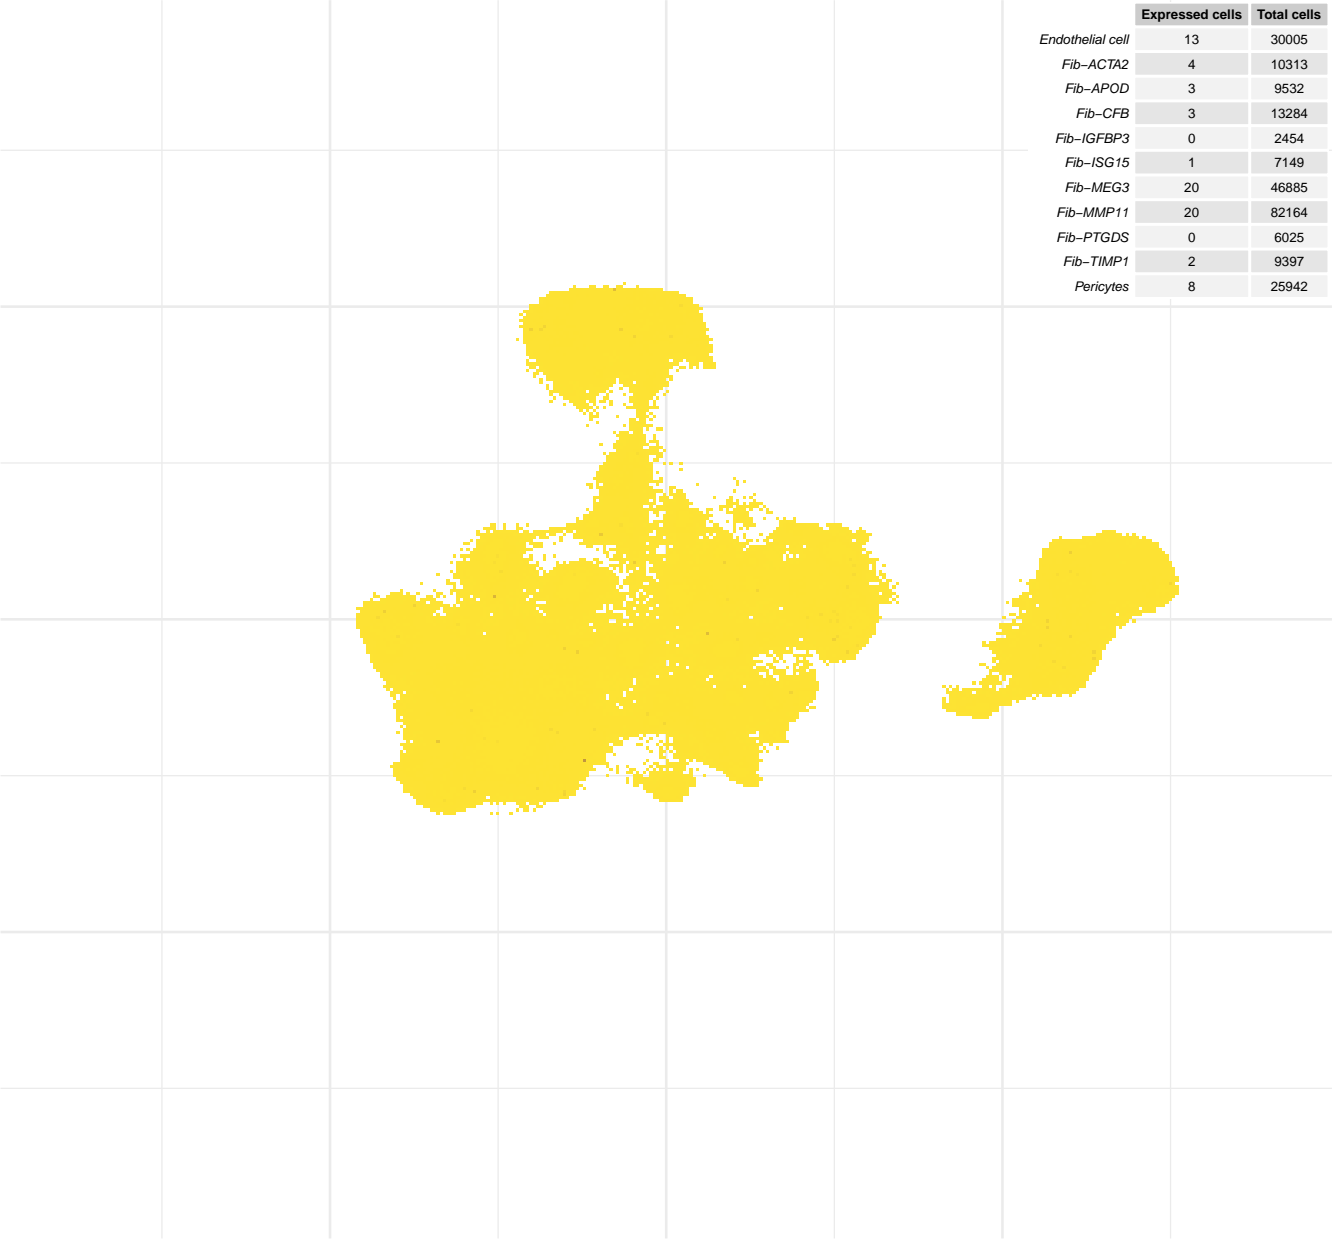 Expressed cells Total cells
Endothelial cell 13 30005
Fib−ACTA2 4 10313
Fib−APOD 3 9532
Fib−CFB 3 13284
Fib−IGFBP3 0 2454
Fib−ISG15 1 7149
Fib−MEG3 20 46885
Fib−MMP11 20 82164
Fib−PTGDS 0 6025
Fib−TIMP1 2 9397
Pericytes 8 25942